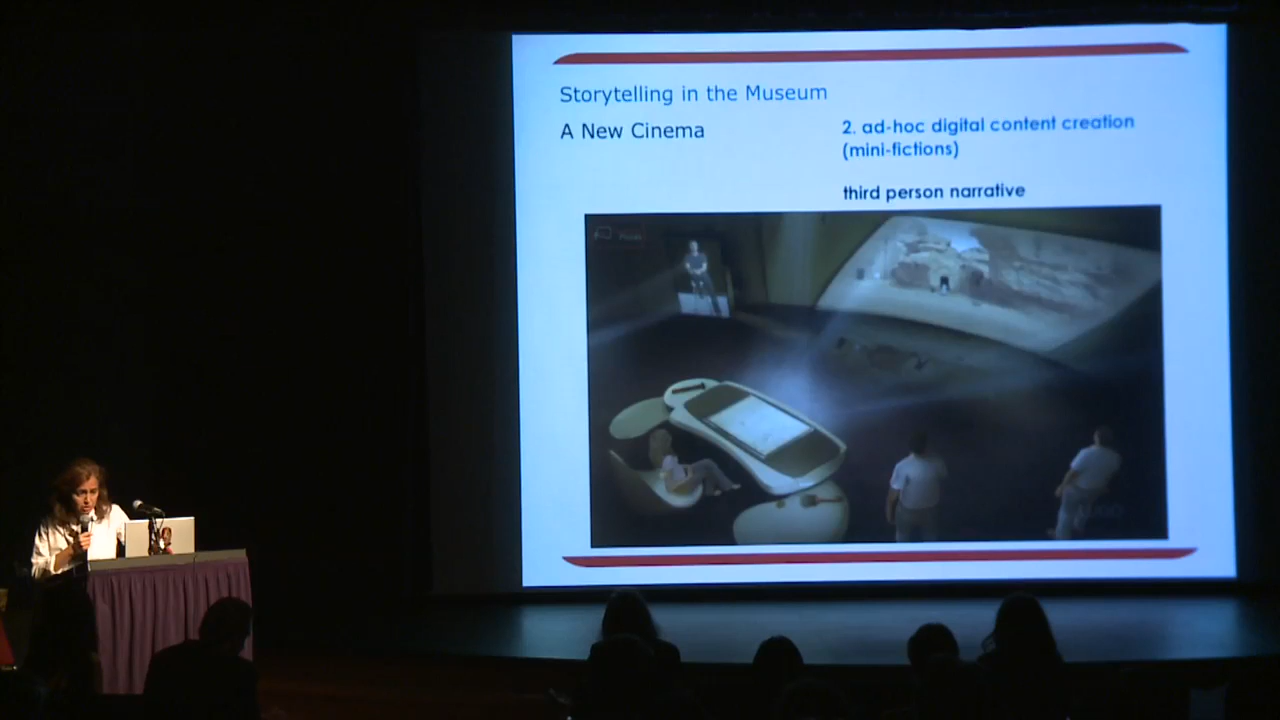 Storytelling in the Museum
A New Cinema
2. ad-hoc digital content creation
(mini-fictions)
third person narrative